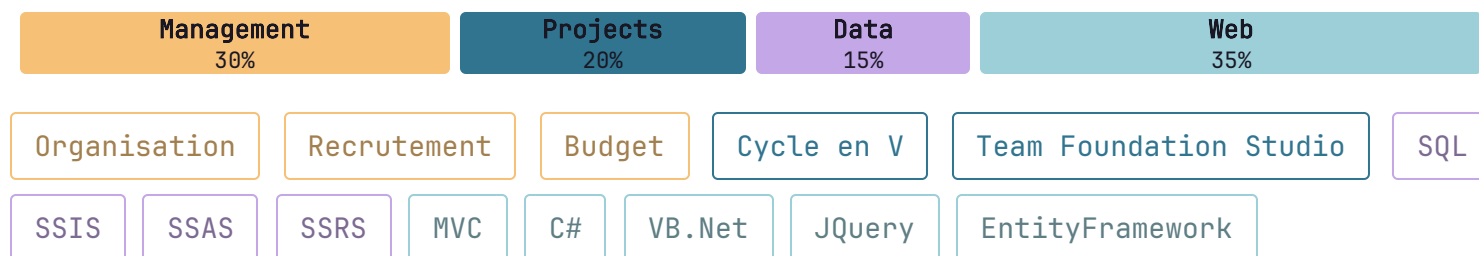 Management Projects Data Web
30% 20% 15% 35%
Organisation Recrutement Budget Cycle en V Team Foundation Studio SQL
SSIS SSAS SSRS MVC C# VB.Net JQuery EntityFramework